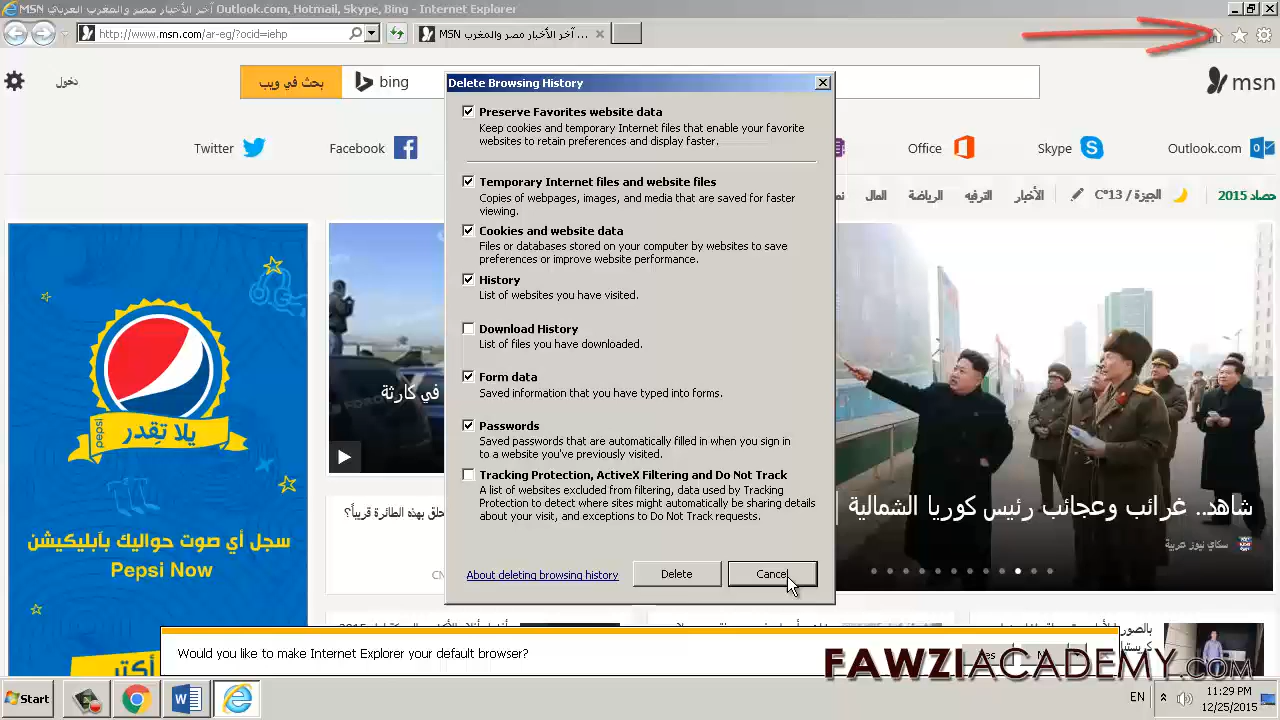 MSN آخر الأخبار مصر والمغرب العربي، Outlook.com, Hotmail, Skype, Bing - Internet Explorer
http://www.msn.com/ar-eg/?ocid=iehp
MSN آخر الأخبار مصر والمغرب ...
دخول
بحث في ويب
bing
msn
Twitter
Facebook
Office
Skype
Outlook.com
المال
الرياضة
الترفيه
الأخبار
الجيزة / 13°C
حصاد 2015
Delete Browsing History
Preserve Favorites website data
Keep cookies and temporary Internet files that enable your favorite
websites to retain preferences and display faster.
Temporary Internet files and website files
Copies of webpages, images, and media that are saved for faster
viewing.
Cookies and website data
Files or databases stored on your computer by websites to save
preferences or improve website performance.
History
List of websites you have visited.
Download History
List of files you have downloaded.
Form data
Saved information that you have typed into forms.
Passwords
Saved passwords that are automatically filled in when you sign in
to a website you've previously visited.
Tracking Protection, ActiveX Filtering and Do Not Track
A list of websites excluded from filtering, data used by Tracking
Protection to detect where sites might automatically be sharing details
about your visit, and exceptions to Do Not Track requests.
About deleting browsing history
Delete
Cancel
pepsi
يلا تِقدر
سجل أي صوت حواليك بآبليكيشن
Pepsi Now
أكتر
في كارثة
بهذه الطائرة قريباً؟
شاهد.. غرائب وعجائب رئيس كوريا الشمالية
سكاي نيوز عربية
Would you like to make Internet Explorer your default browser?
FAWZIACADEMY.COM
Start
EN
11:29 PM
12/25/2015